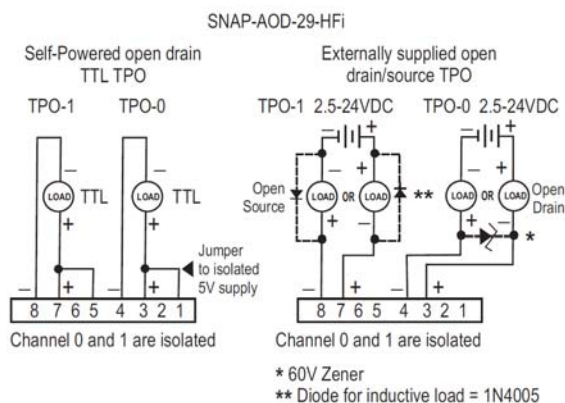 SNAP-AOD-29-HFi
Self-Powered open drain
TTL TPO
TPO-1 TPO-0
− −
LOAD TTL LOAD TTL
+ +
Jumper
to isolated
5V supply
− + − +
8 7 6 5 4 3 2 1
Channel 0 and 1 are isolated
Externally supplied open
drain/source TPO
TPO-1 2.5-24VDC TPO-0 2.5-24VDC
− + − +
− + − +
Open
Source
LOAD OR LOAD ** LOAD OR LOAD
Open
Drain
+ − + −
*
− + − +
8 7 6 5 4 3 2 1
Channel 0 and 1 are isolated
* 60V Zener
** Diode for inductive load = 1N4005